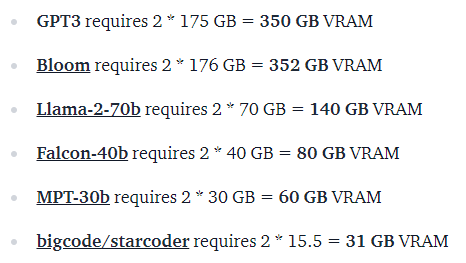 GPT3 requires 2 * 175 GB = 350 GB VRAM
Bloom requires 2 * 176 GB = 352 GB VRAM
Llama-2-70b requires 2 * 70 GB = 140 GB VRAM
Falcon-40b requires 2 * 40 GB = 80 GB VRAM
MPT-30b requires 2 * 30 GB = 60 GB VRAM
bigcode/starcoder requires 2 * 15.5 = 31 GB VRAM